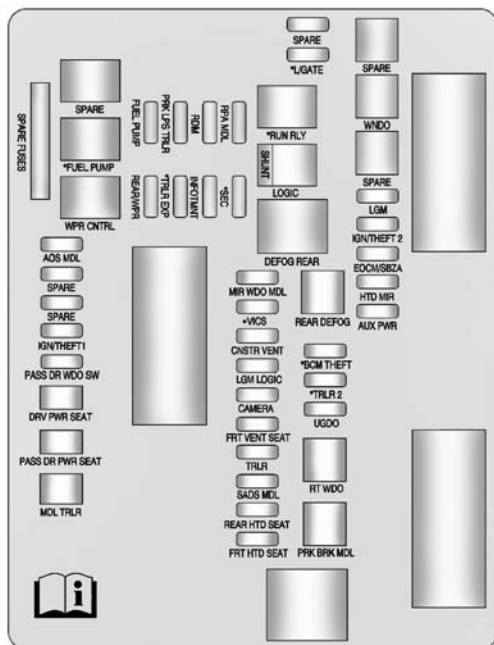 SPARE
*L/GATE
SPARE
WNDO
SPARE
LGM
IGN/THEFT 2
EOCM/SBZA
HTD MIR
AUX PWR
SPARE FUSES
SPARE
*FUEL PUMP
WPR CNTRL
FUEL PUMP
PRK LPS TRLR
RDM
RPA MDL
REAR/WPR
*TRLR EXP
INFOTMNT
*SEC
*RUN RLY
SHUNT
LOGIC
DEFOG REAR
AOS MDL
SPARE
SPARE
IGN/THEFT1
PASS DR WDO SW
DRV PWR SEAT
PASS DR PWR SEAT
MDL TRLR
MIR WDO MDL
*VICS
CNSTR VENT
LGM LOGIC
CAMERA
FRT VENT SEAT
TRLR
SADS MDL
REAR HTD SEAT
FRT HTD SEAT
REAR DEFOG
*BCM THEFT
*TRLR 2
UGDO
RT WDO
PRK BRK MDL
i